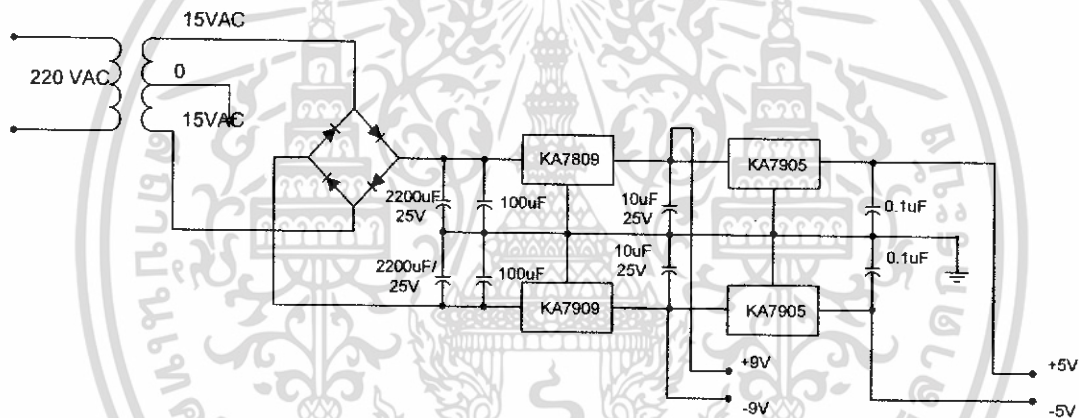 15VAC
220 VAC
0
15VAC
KA7809
KA7905
2200uF
25V
100uF
10uF
25V
0.1uF
2200uF/
25V
100uF
10uF
25V
0.1uF
KA7909
KA7905
+9V
-9V
+5V
-5V